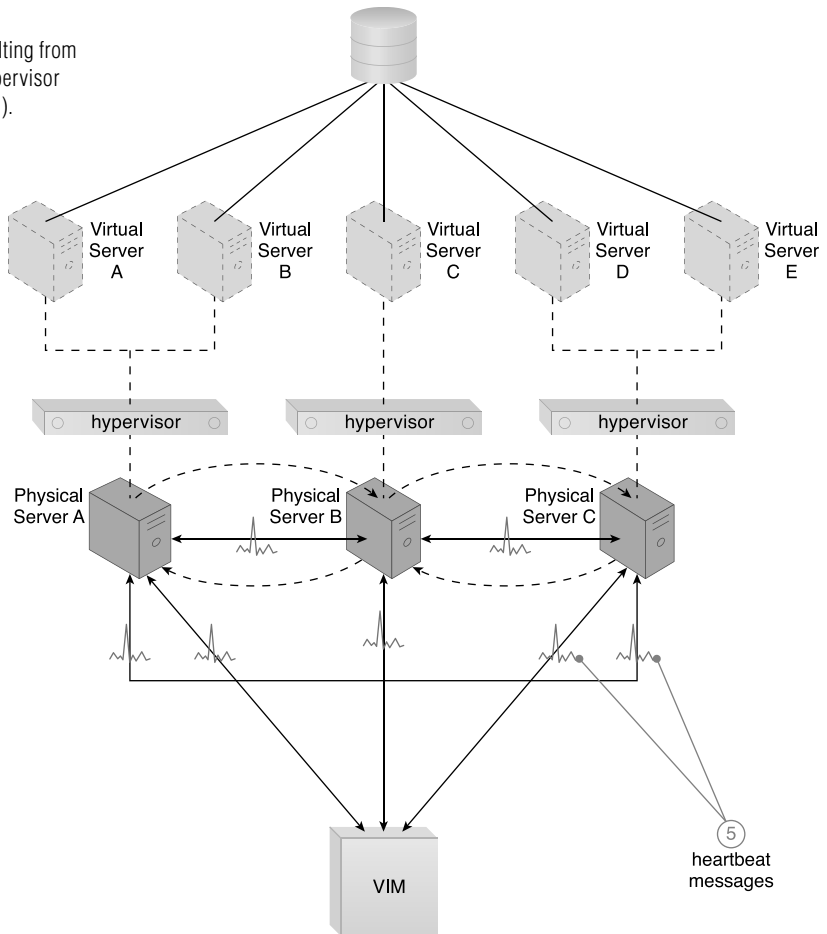 lting from
pervisor
).
Virtual
Server
A
Virtual
Server
B
Virtual
Server
C
Virtual
Server
D
Virtual
Server
E
hypervisor
hypervisor
hypervisor
Physical
Server A
Physical
Server B
Physical
Server C
5
heartbeat
messages
VIM